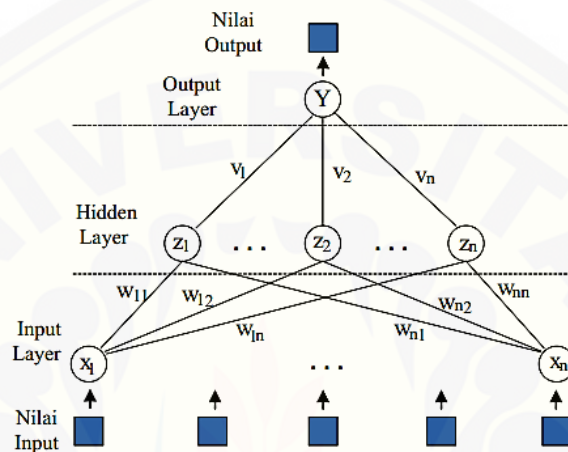 Nilai
Output
Output
Layer
Y
v1
v2
vn
Hidden
Layer
z1
. . .
z2
. . .
zn
w11
w12
w1n
wn1
wn2
wnn
Input
Layer
x1
. . .
xn
Nilai
Input